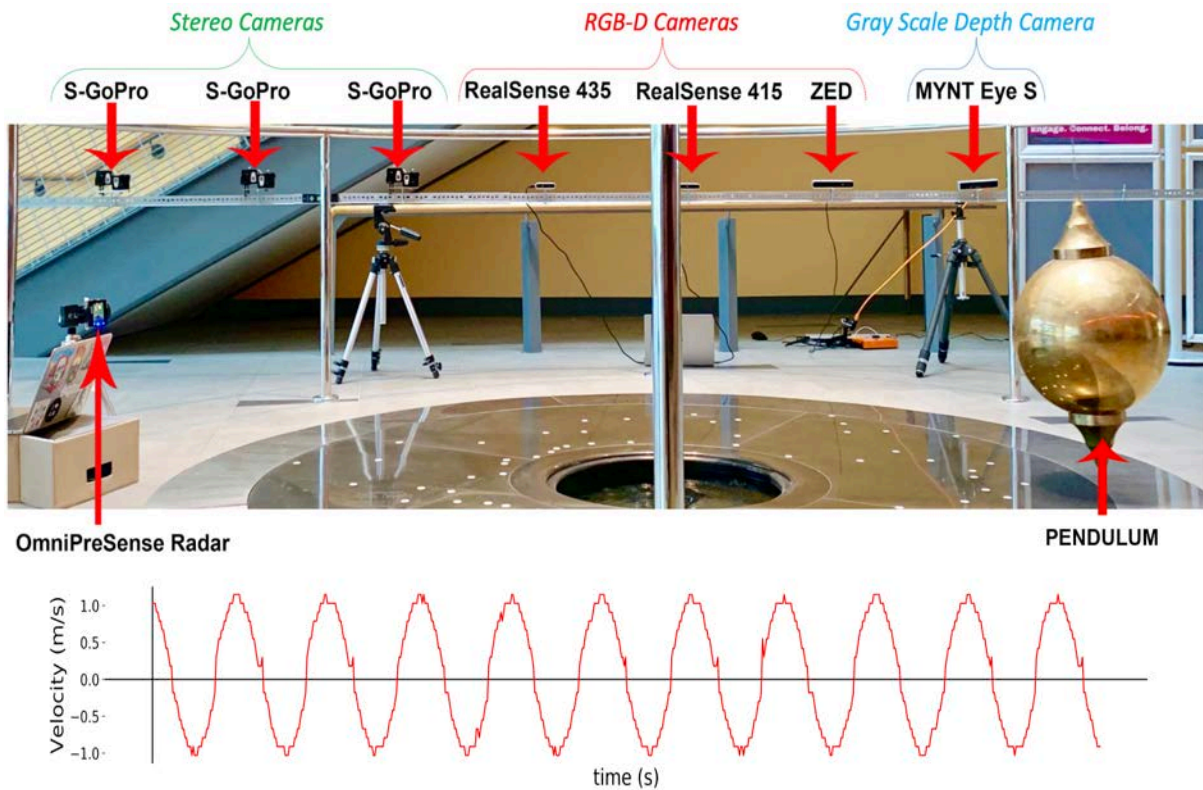 Stereo Cameras RGB-D Cameras Gray Scale Depth Camera
S-GoPro S-GoPro S-GoPro RealSense 435 RealSense 415 ZED MYNT Eye S
Engage. Connect. Belong.
OmniPreSense Radar PENDULUM
Velocity (m/s)
1.0
0.5
0.0
−0.5
−1.0
time (s)